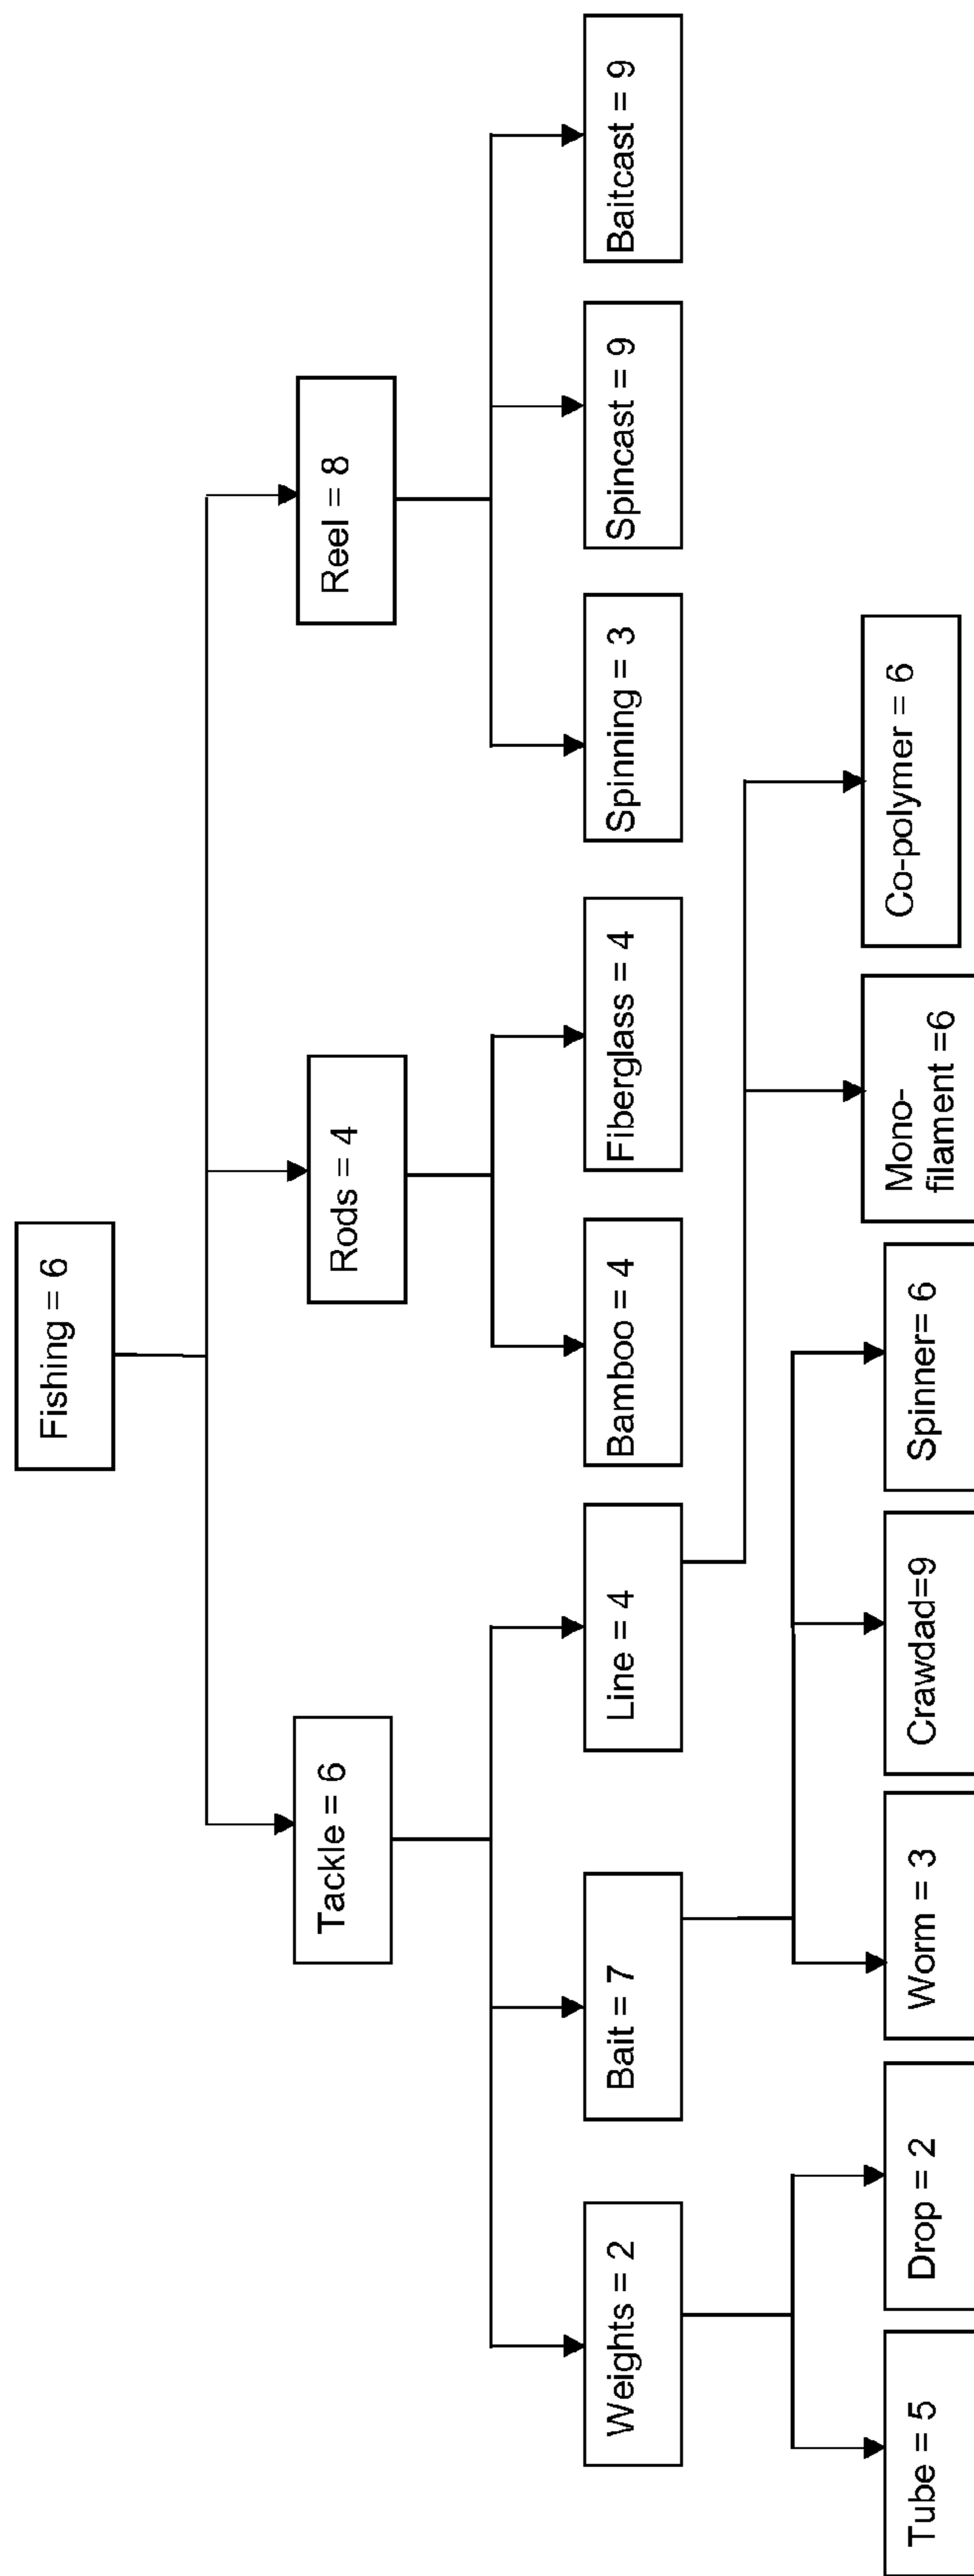 Fishing = 6
Tackle = 6
Rods = 4
Reel = 8
Weights = 2
Bait = 7
Line = 4
Bamboo = 4
Fiberglass = 4
Spinning = 3
Spincast = 9
Baitcast = 9
Tube = 5
Drop = 2
Worm = 3
Crawdad=9
Spinner= 6
Mono-
filament =6
Co-polymer = 6